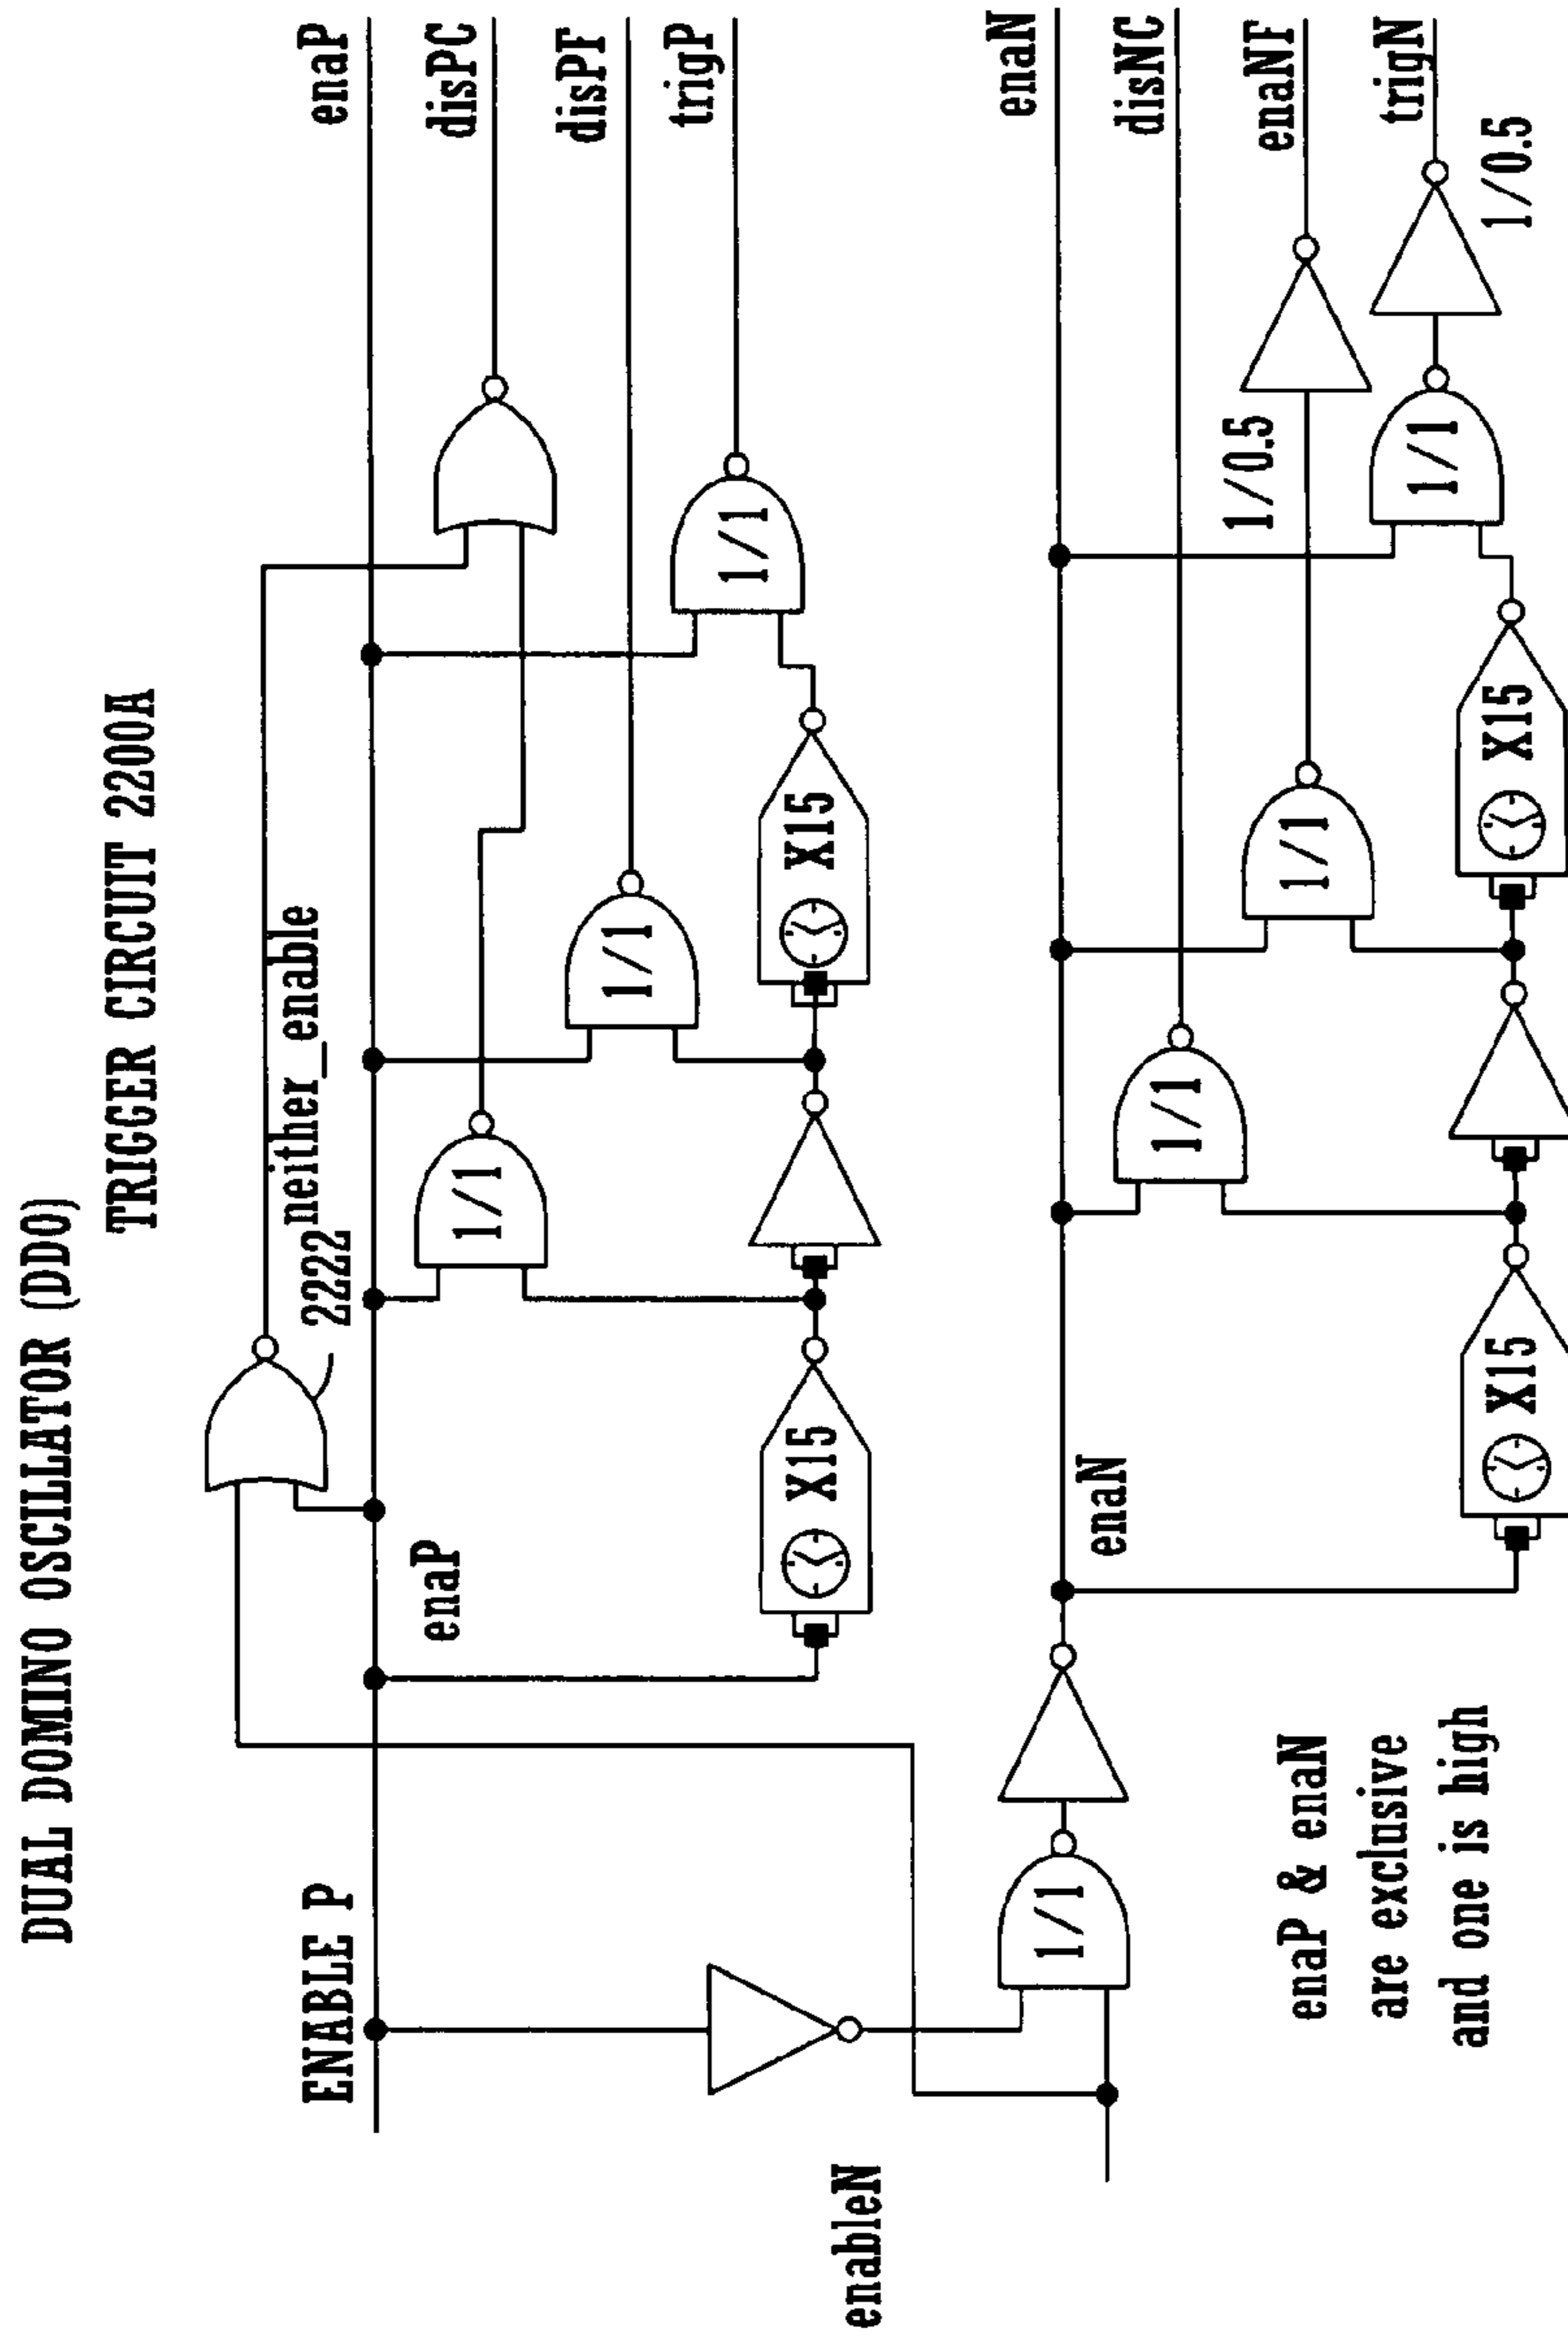 DUAL DOMINO OSCILLATOR (DDO)
TRIGGER CIRCUIT 2200A
neither_enable
2222
ENABLE P
enaP
enaP
disPC
disPF
trigP
1/1
1/1
1/1
X15
X15
enableN
1/1
enaN
enaN
disNC
enaNF
trigN
1/1
1/1
1/1
1/0.5
1/0.5
X15
X15
enaP & enaN
are exclusive
and one is high